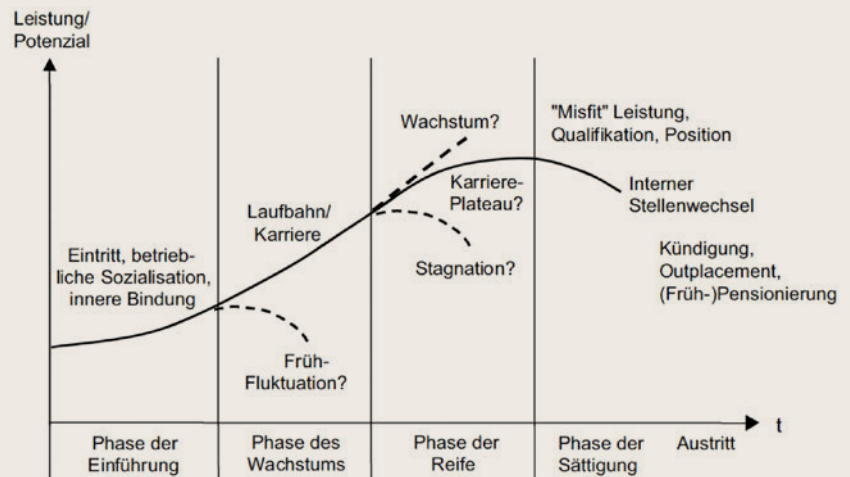 Leistung/
Potenzial
"Misfit" Leistung,
Qualifikation, Position
Wachstum?
Karriere-
Plateau?
Interner
Stellenwechsel
Laufbahn/
Karriere
Eintritt, betrieb-
liche Sozialisation,
innere Bindung
Stagnation?
Kündigung,
Outplacement,
(Früh-)Pensionierung
Früh-
Fluktuation?
t
Phase der
Einführung
Phase des
Wachstums
Phase der
Reife
Phase der
Sättigung
Austritt